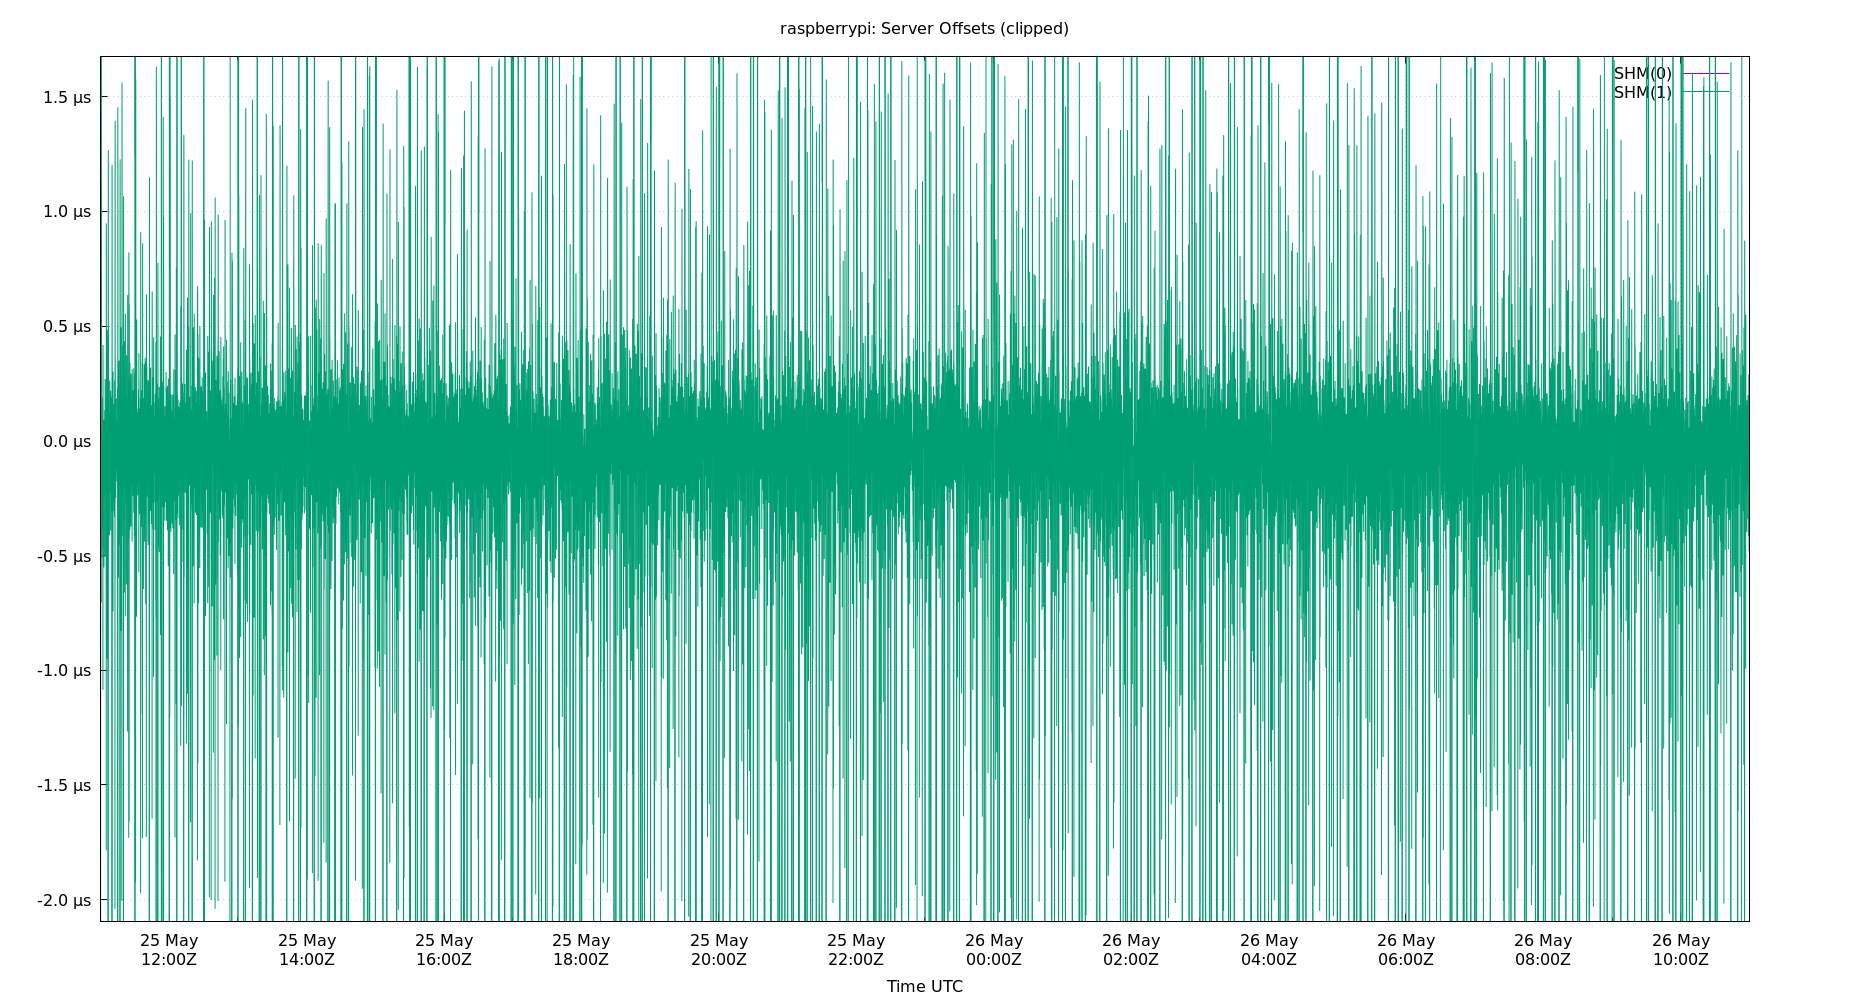 raspberrypi: Server Offsets (clipped)
SHM(0)
SHM(1)
1.5 µs
1.0 µs
0.5 µs
0.0 µs
-0.5 µs
-1.0 µs
-1.5 µs
-2.0 µs
25 May 25 May 25 May 25 May 25 May 25 May 26 May 26 May 26 May 26 May 26 May 26 May
12:00Z 14:00Z 16:00Z 18:00Z 20:00Z 22:00Z 00:00Z 02:00Z 04:00Z 06:00Z 08:00Z 10:00Z
Time UTC